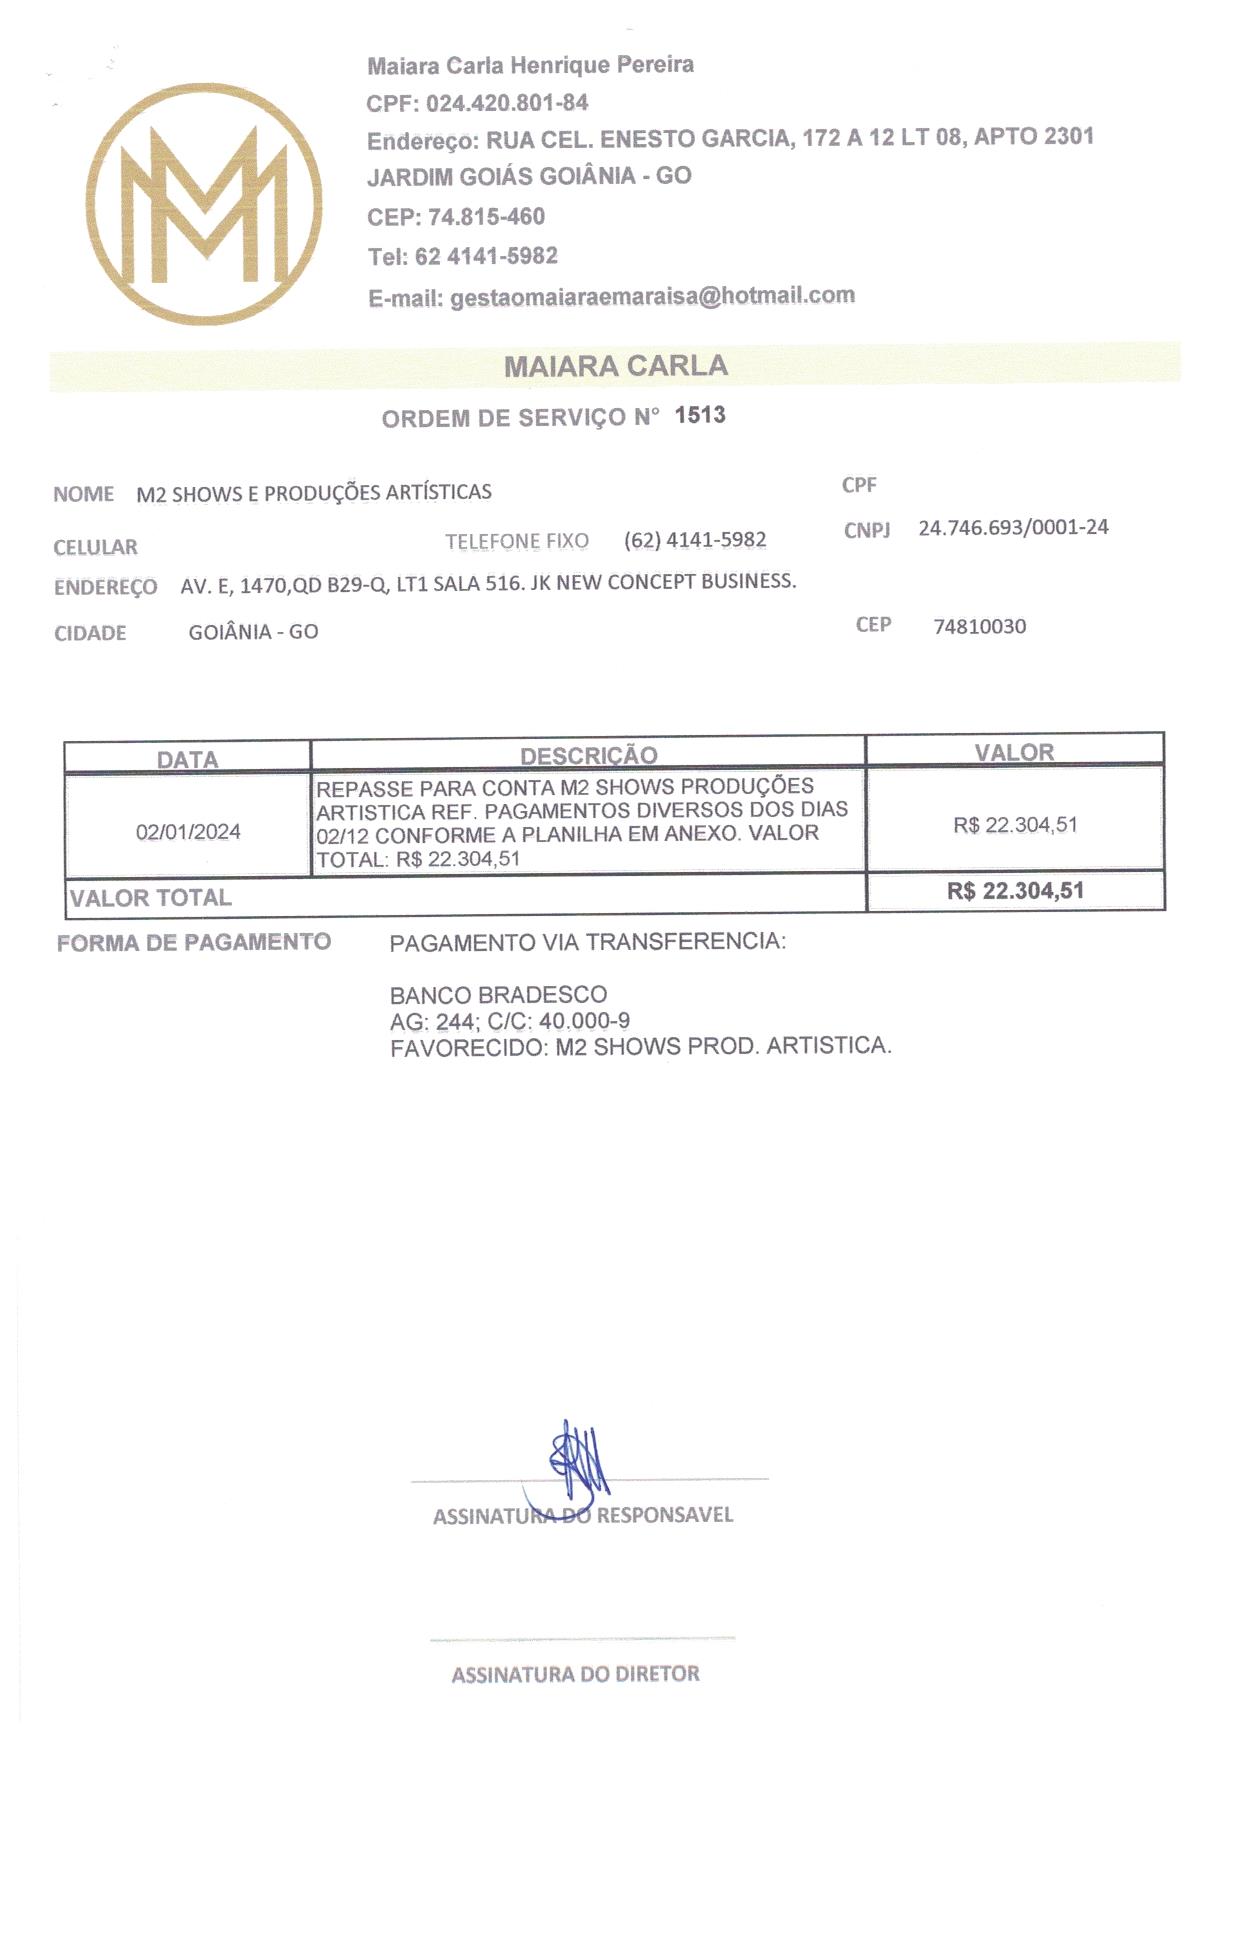 Maiara Carla Henrique Pereira
CPF: 024.420.801-84
Endereço: RUA CEL. ENESTO GARCIA, 172 A 12 LT 08, APTO 2301
JARDIM GOIÁS GOIÂNIA - GO
CEP: 74.815-460
Tel: 62 4141-5982
E-mail: gestaomaiaraemaraisa@hotmail.com
MAIARA CARLA
ORDEM DE SERVIÇO N° 1513
NOME M2 SHOWS E PRODUÇÕES ARTÍSTICAS CPF
CELULAR TELEFONE FIXO (62) 4141-5982 CNPJ 24.746.693/0001-24
ENDEREÇO AV. E, 1470,QD B29-Q, LT1 SALA 516. JK NEW CONCEPT BUSINESS.
CIDADE GOIÂNIA - GO CEP 74810030
DATA DESCRIÇÃO VALOR
REPASSE PARA CONTA M2 SHOWS PRODUÇÕES
ARTISTICA REF. PAGAMENTOS DIVERSOS DOS DIAS
02/01/2024 02/12 CONFORME A PLANILHA EM ANEXO. VALOR R$ 22.304,51
TOTAL: R$ 22.304,51
VALOR TOTAL R$ 22.304,51
FORMA DE PAGAMENTO PAGAMENTO VIA TRANSFERENCIA:
BANCO BRADESCO
AG: 244; C/C: 40.000-9
FAVORECIDO: M2 SHOWS PROD. ARTISTICA.
ASSINATURA DO RESPONSAVEL
ASSINATURA DO DIRETOR